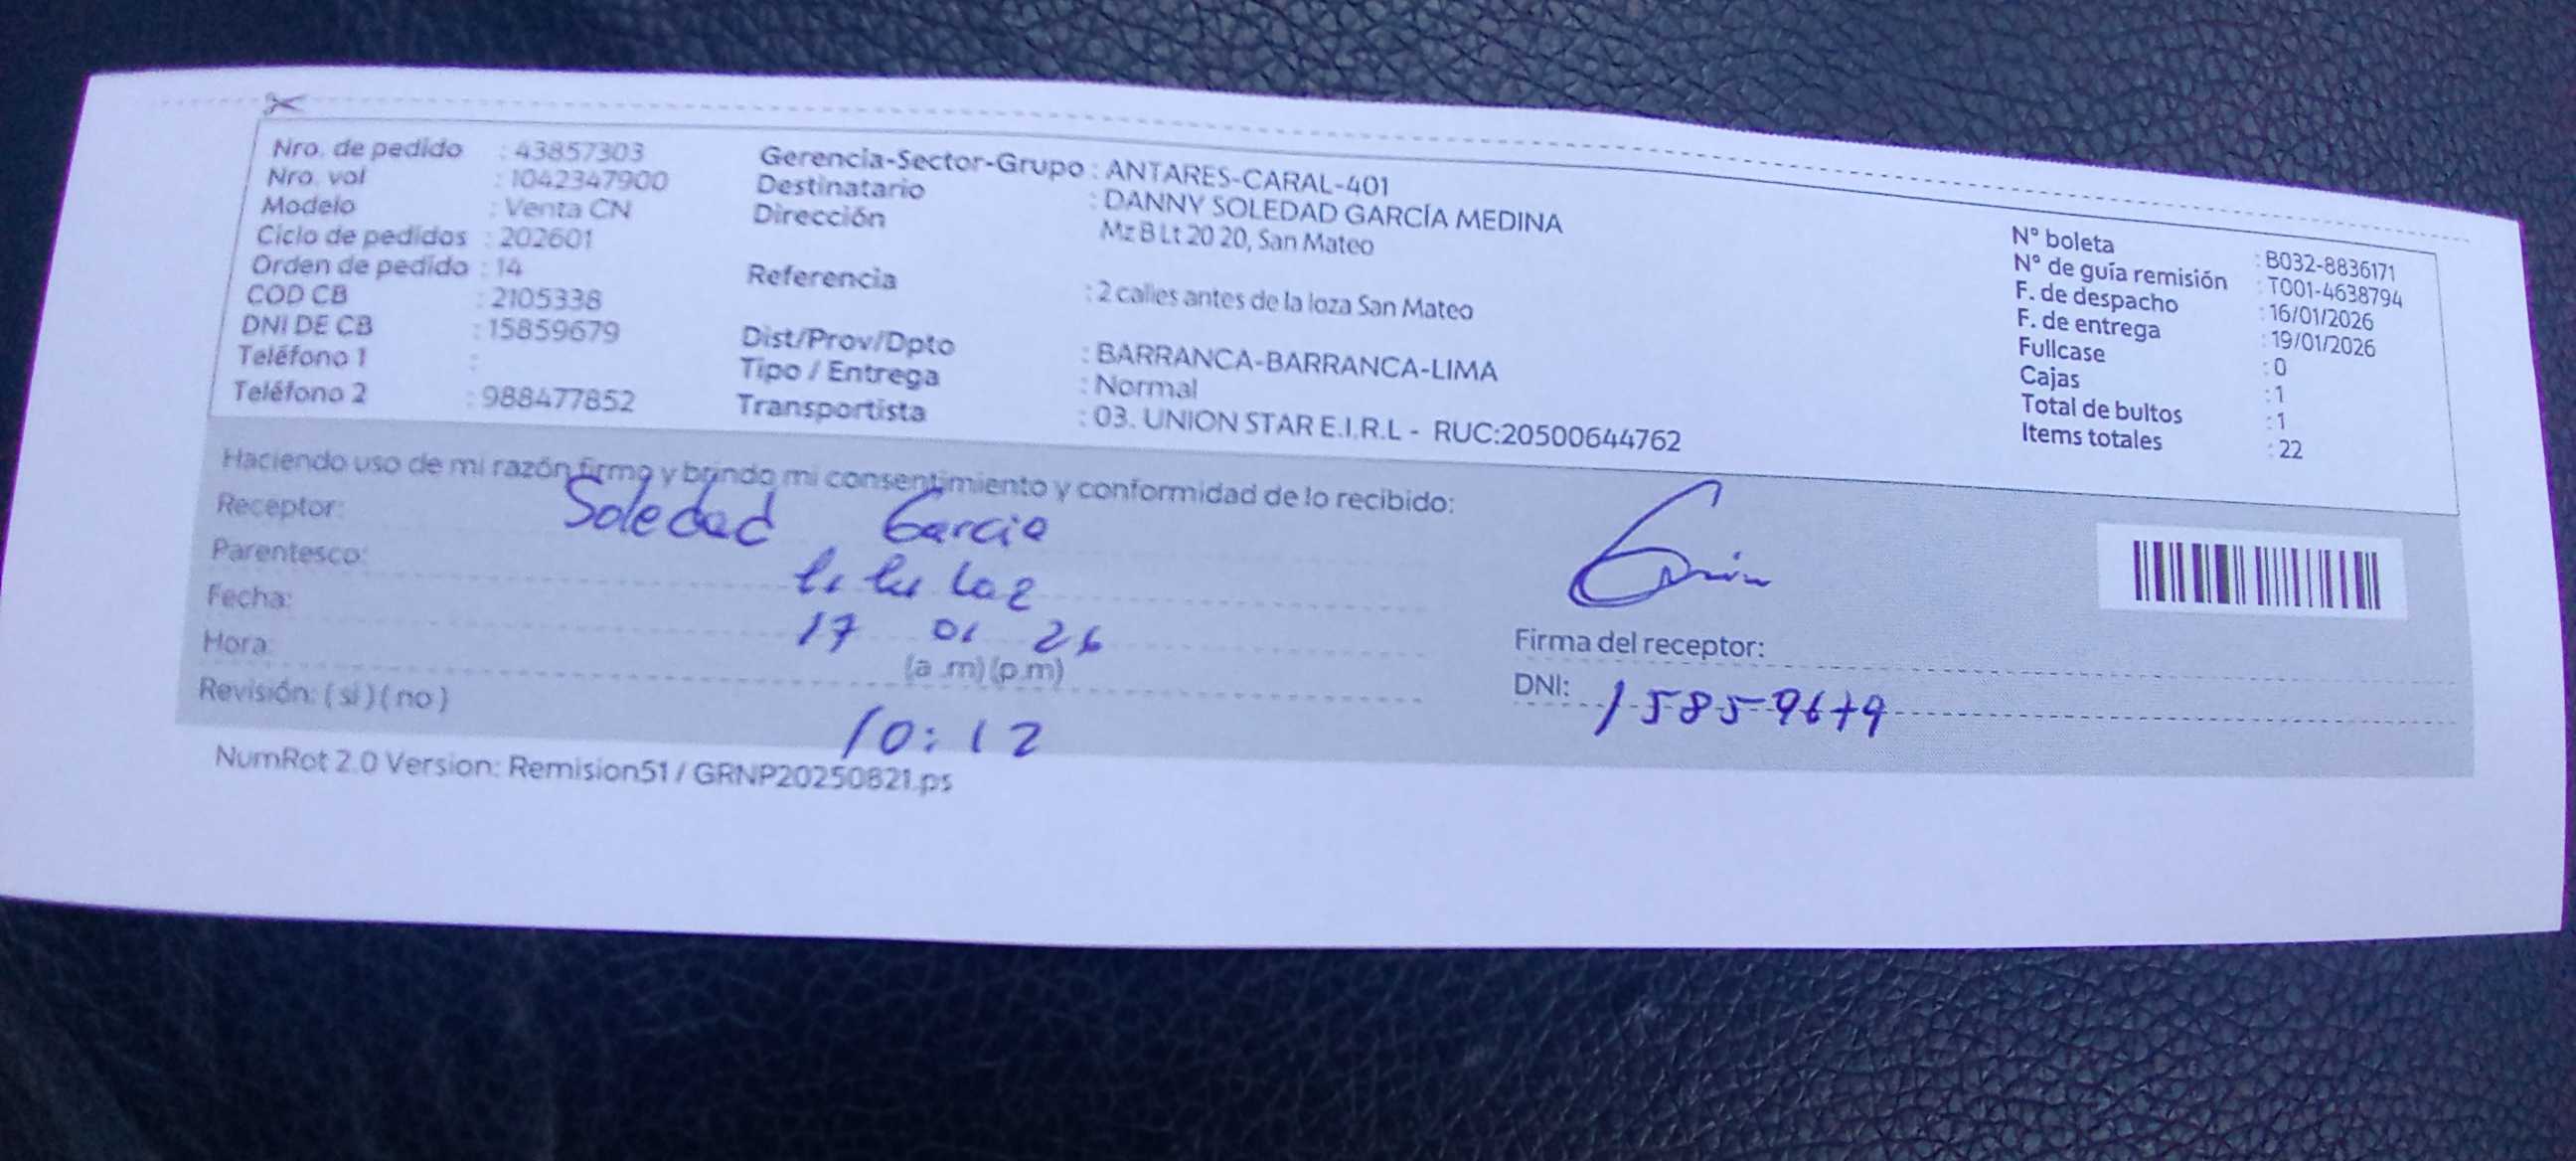 Nro. de pedido : 43857303
Nro. vol : 1042347900
Modelo : Venta CN
Ciclo de pedidos : 202601
Orden de pedido : 14
COD CB : 2105338
DNI DE CB : 15859679
Teléfono 1 :
Teléfono 2 : 988477852
Gerencia-Sector-Grupo : ANTARES-CARAL-401
Destinatario : DANNY SOLEDAD GARCÍA MEDINA
Dirección Mz B Lt 20 20, San Mateo
Referencia : 2 calles antes de la loza San Mateo
Dist/Prov/Dpto : BARRANCA-BARRANCA-LIMA
Tipo / Entrega : Normal
Transportista : 03. UNION STAR E.I.R.L - RUC:20500644762
N° boleta : B032-8836171
N° de guía remisión : T001-4638794
F. de despacho : 16/01/2026
F. de entrega : 19/01/2026
Fullcase : 0
Cajas : 1
Total de bultos : 1
Items totales : 22
Haciendo uso de mi razón firmo y brindo mi consentimiento y conformidad de lo recibido:
Receptor: Soledad Garcia
Parentesco: titular
Fecha: 17 01 26
Hora: (a .m) (p.m)
Revisión: ( si ) ( no ) 10:12
Firma del receptor:
DNI: 15859679
NumRot 2.0 Version: Remision51 / GRNP20250821.ps